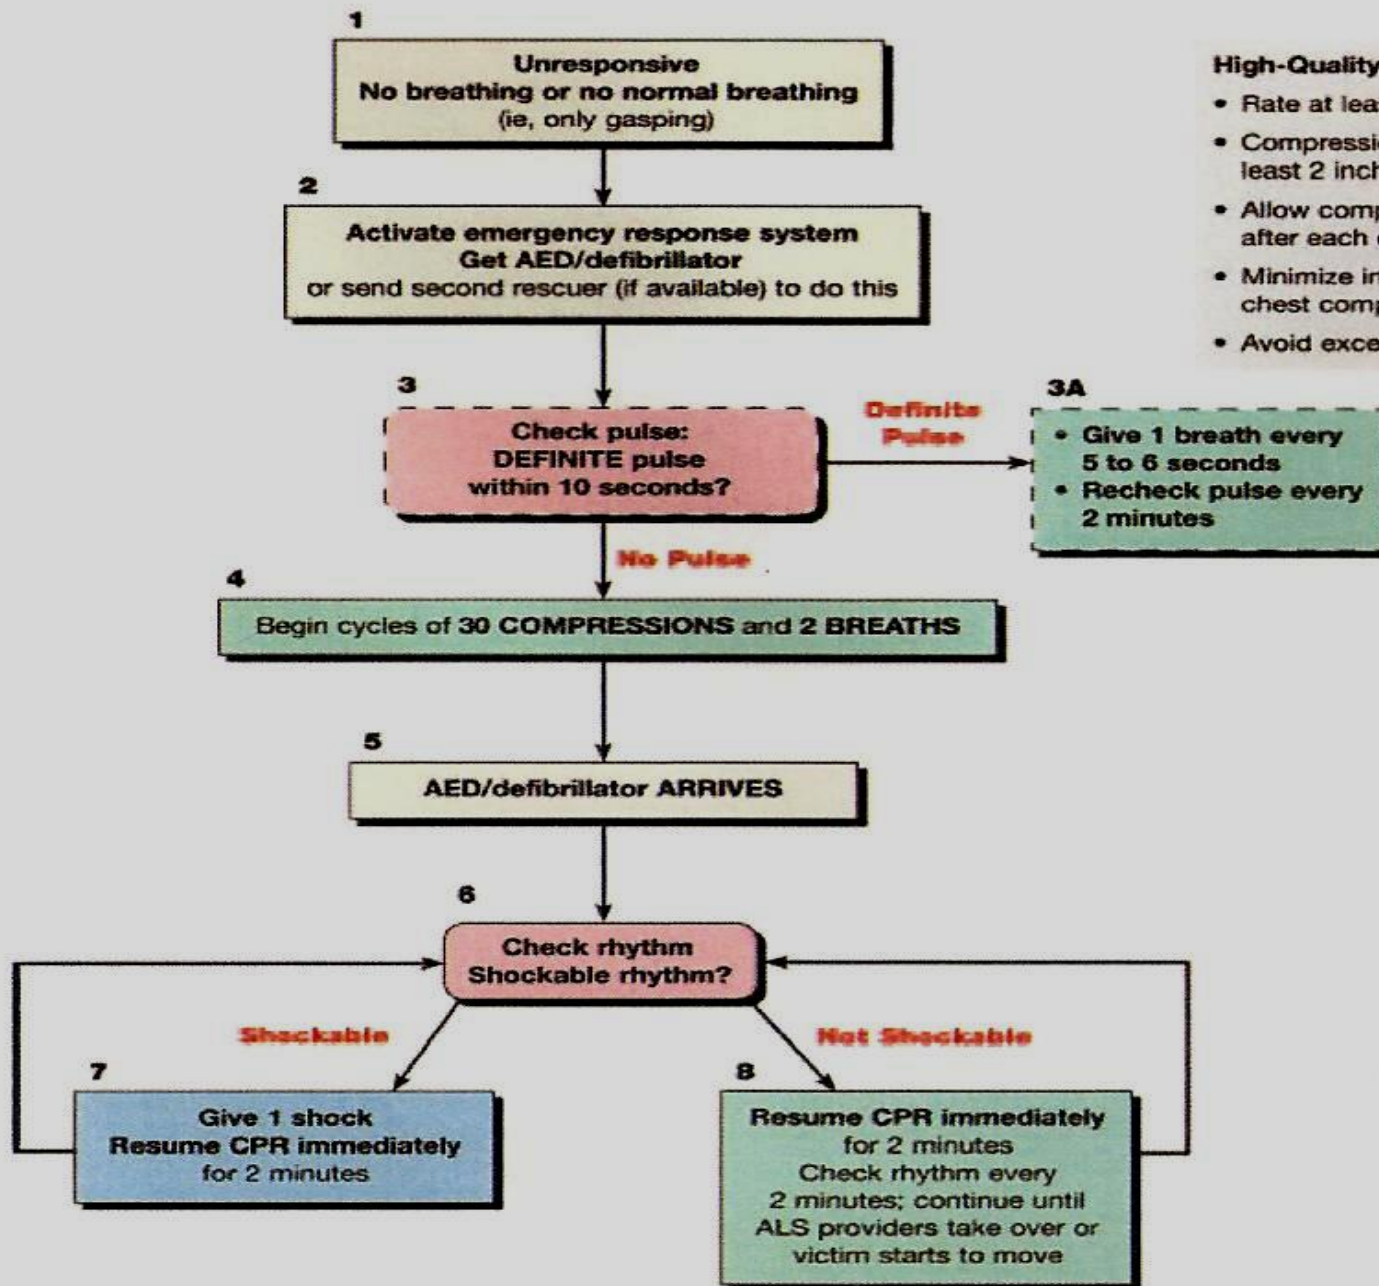 1
Unresponsive
No breathing or no normal breathing
(ie, only gasping)
2
Activate emergency response system
Get AED/defibrillator
or send second rescuer (if available) to do this
High-Quality
• Rate at
• 
least 2
• Allow
after each
• Minimize
chest
• Avoid
3
Check pulse:
DEFINITE pulse
within 10 seconds?
Definite
Pulse
3A
• Give 1 breath every
5 to 6 seconds
• Recheck pulse every
2 minutes
No Pulse
4
Begin cycles of 30 COMPRESSIONS and 2 BREATHS
5
AED/defibrillator ARRIVES
6
Check rhythm
Shockable rhythm?
Shockable
Not Shockable
7
Give 1 shock
Resume CPR immediately
for 2 minutes
8
Resume CPR immediately
for 2 minutes
Check rhythm every
2 minutes; continue until
ALS providers take over or
victim starts to move